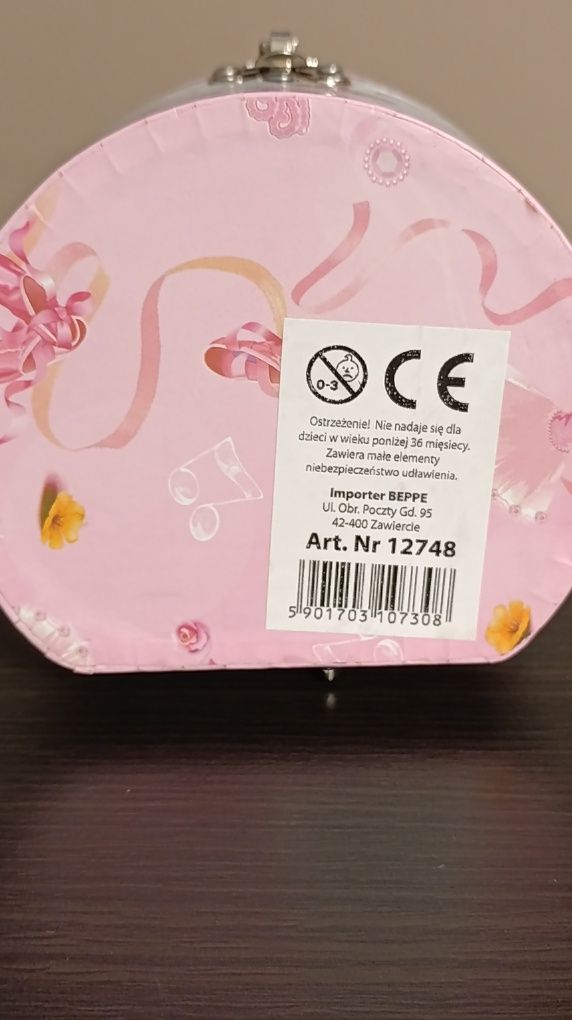 0-3
CE
Ostrzeżenie! Nie nadaje się dla
dzieci w wieku poniżej 36 mięsiecy.
Zawiera małe elementy
niebezpieczeństwo udławienia.
Importer BEPPE
Ul. Obr. Poczty Gd. 95
42-400 Zawiercie
Art. Nr 12748
5 901703 107308